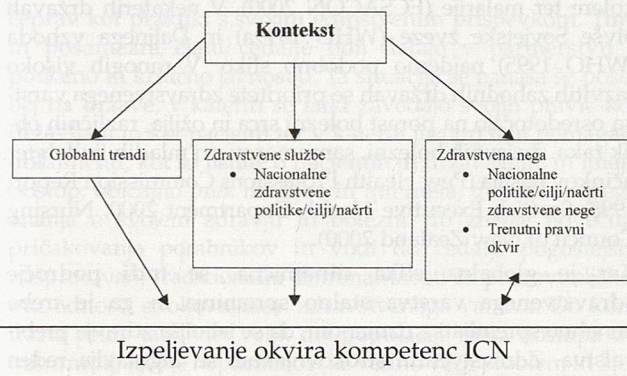 Kontekst
Globalni trendi
Zdravstvene službe
• Nacionalne
zdravstvene
politike/cilji/načrti
Zdravstvena nega
• Nacionalne
politike/cilji/načrti
zdravstvene nege
• Trenutni pravni
okvir
Izpeljevanje okvira kompetenc ICN